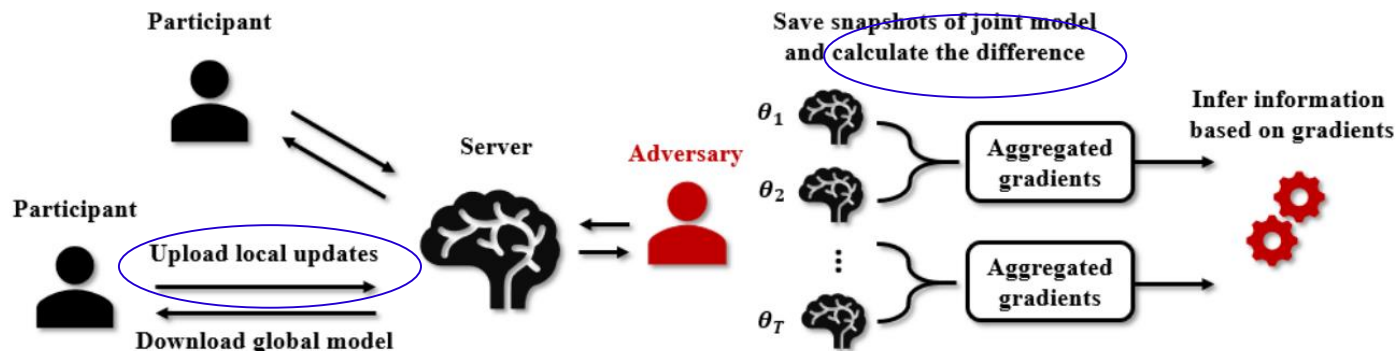 Participant
Participant
Upload local updates
Download global model
Server
Adversary
Save snapshots of joint model
and calculate the difference
θ1
θ2
⋮
θT
Aggregated
gradients
Aggregated
gradients
Infer information
based on gradients